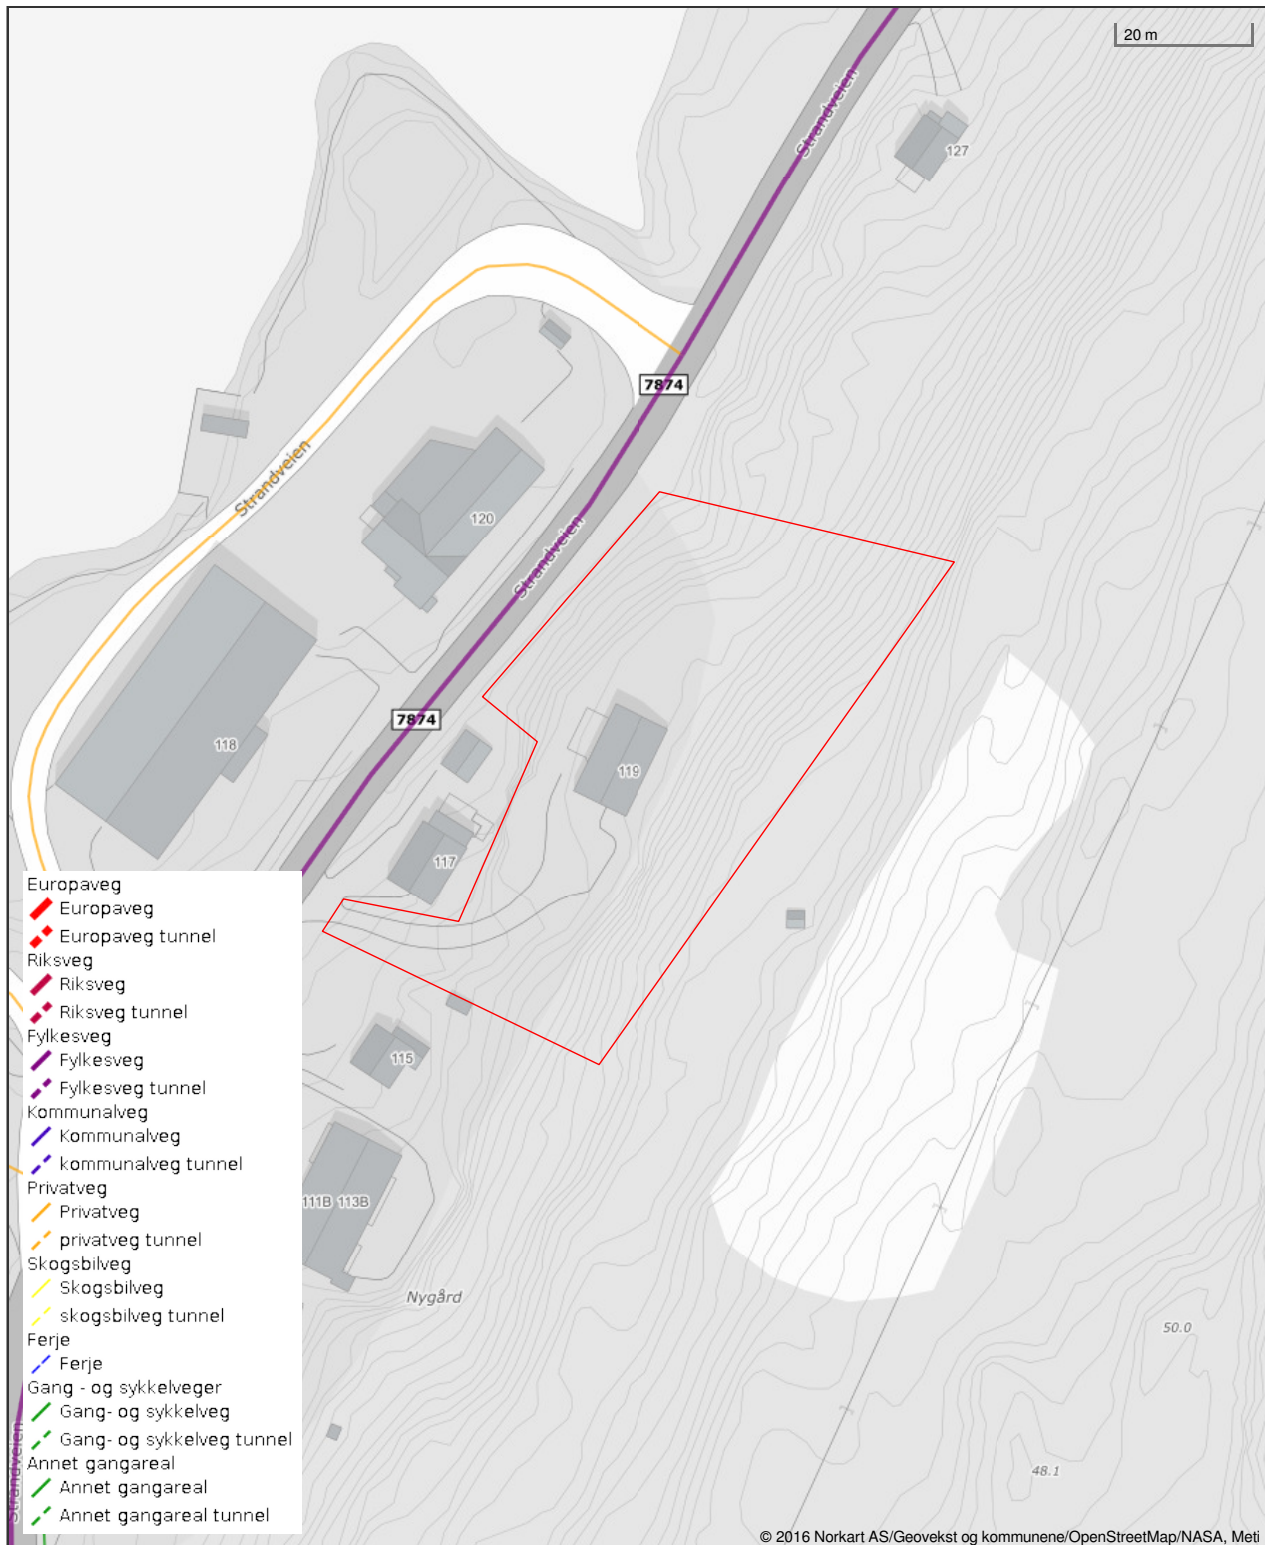 20 m
Strandveien
127
7874
Strandveien
120
Strandveien
7874
118
119
117
115
111B 113B
Nygård
50.0
48.1
Strandveien
Europaveg
Europaveg
Europaveg tunnel
Riksveg
Riksveg
Riksveg tunnel
Fylkesveg
Fylkesveg
Fylkesveg tunnel
Kommunalveg
Kommunalveg
kommunalveg tunnel
Privatveg
Privatveg
privatveg tunnel
Skogsbilveg
Skogsbilveg
skogsbilveg tunnel
Ferje
Ferje
Gang - og sykkelveger
Gang- og sykkelveg
Gang- og sykkelveg tunnel
Annet gangareal
Annet gangareal
Annet gangareal tunnel
© 2016 Norkart AS/Geovekst og kommunene/OpenStreetMap/NASA, Meti